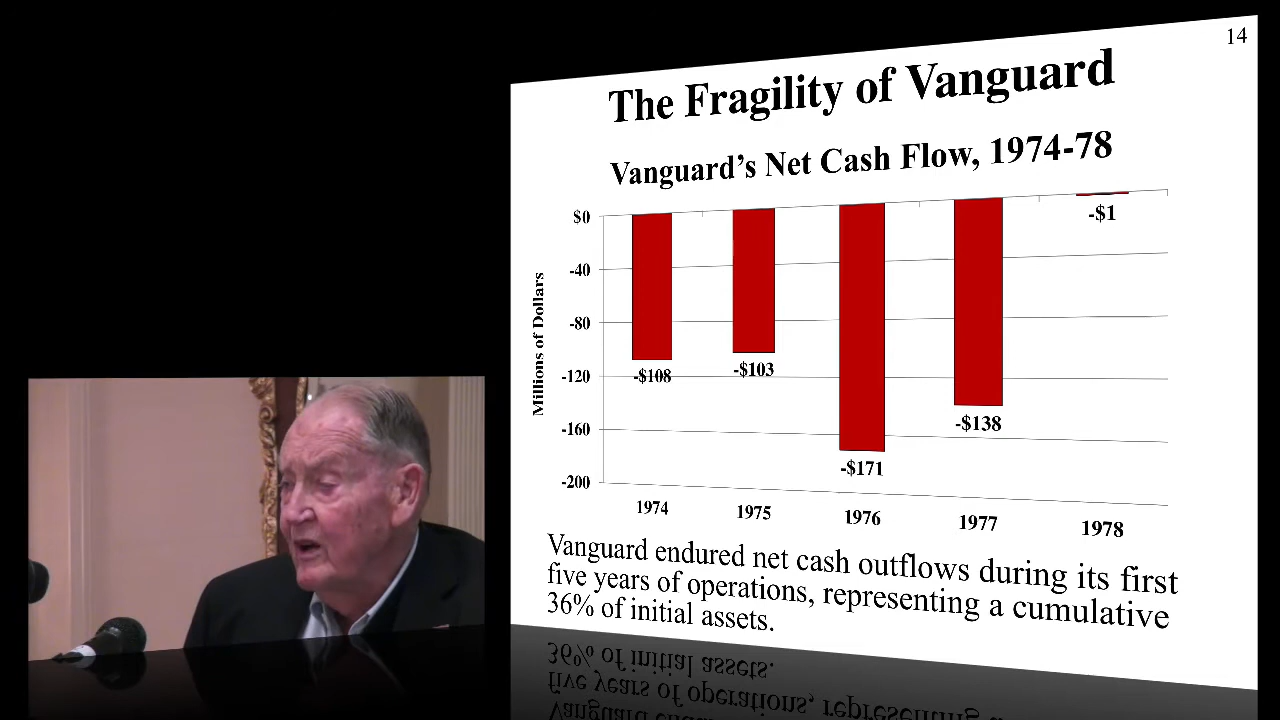 14
The Fragility of Vanguard
Vanguard’s Net Cash Flow, 1974-78
Millions of Dollars
$0
-40
-80
-120
-160
-200
-$108
-$103
-$171
-$138
-$1
1974
1975
1976
1977
1978
Vanguard endured net cash outflows during its first
five years of operations, representing a cumulative
36% of initial assets.